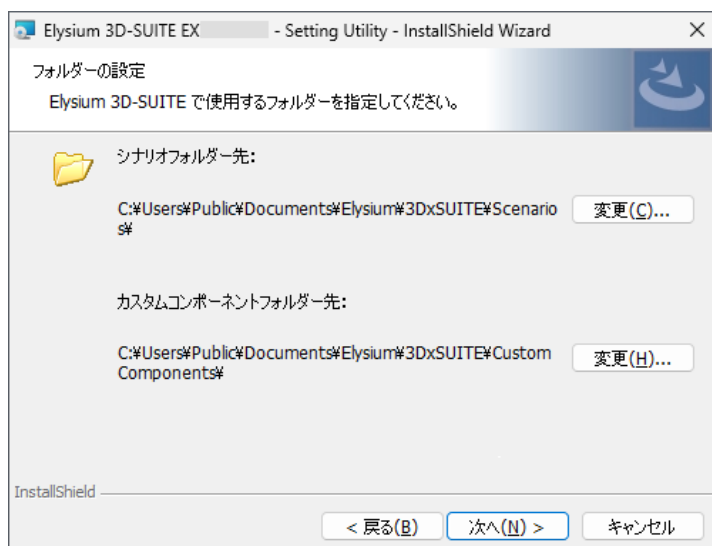 Elysium 3D-SUITE EX - Setting Utility - InstallShield Wizard
フォルダーの設定
Elysium 3D-SUITE で使用するフォルダーを指定してください。
シナリオフォルダー先:
C:¥Users¥Public¥Documents¥Elysium¥3DxSUITE¥Scenario
s¥
変更(C)...
カスタムコンポーネントフォルダー先:
C:¥Users¥Public¥Documents¥Elysium¥3DxSUITE¥Custom
Components¥
変更(H)...
InstallShield
< 戻る(B)
次へ(N) >
キャンセル